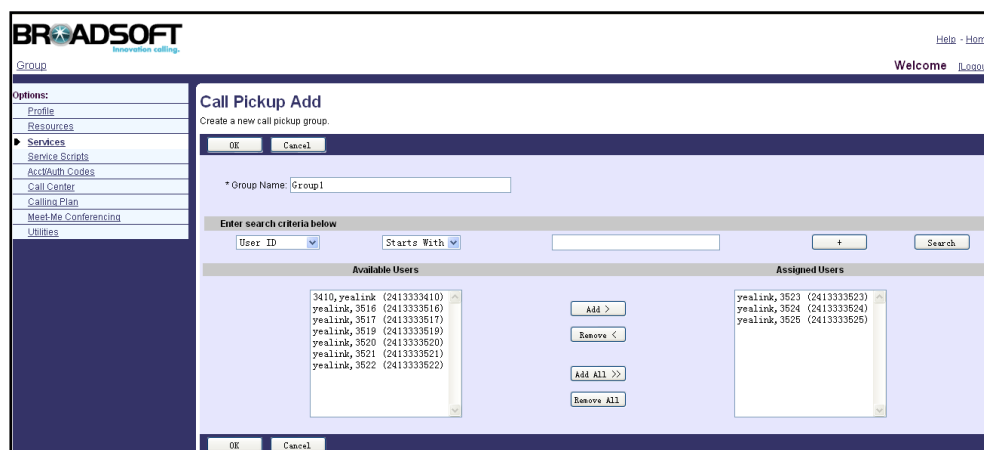 BROADSOFT
Innovation calling.
Help - Hom
Group
Welcome [Logou
Options:
Profile
Resources
Services
Service Scripts
Acct/Auth Codes
Call Center
Calling Plan
Meet-Me Conferencing
Utilities
Call Pickup Add
Create a new call pickup group.
OK Cancel
* Group Name: Group1
Enter search criteria below
User ID Starts With + Search
Available Users Assigned Users
3410,yealink (2413333410)
yealink,3516 (2413333516)
yealink,3517 (2413333517)
yealink,3519 (2413333519)
yealink,3520 (2413333520)
yealink,3521 (2413333521)
yealink,3522 (2413333522)
Add >
Remove <
Add All >>
Remove All
yealink,3523 (2413333523)
yealink,3524 (2413333524)
yealink,3525 (2413333525)
OK Cancel